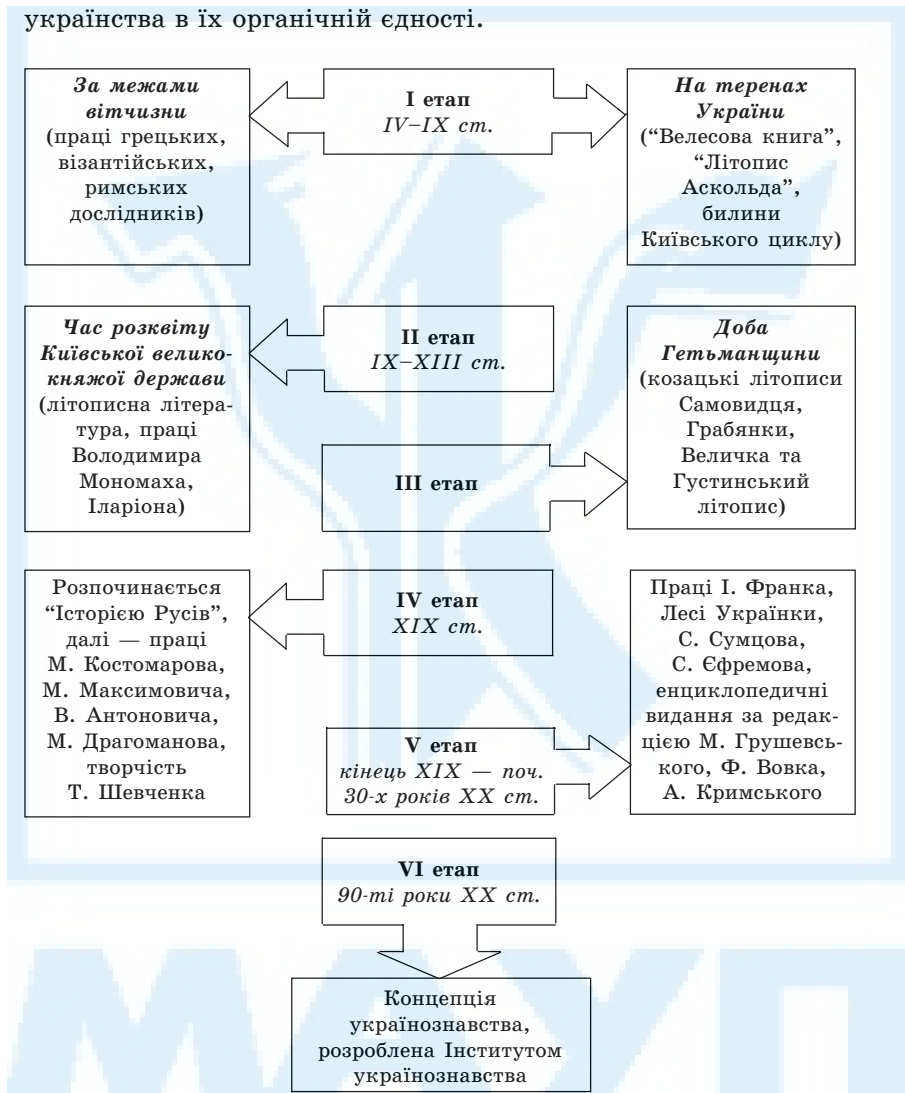 українства в їх органічній єдності.
За межами
вітчизни
(праці грецьких,
візантійських,
римських
дослідників)
I етап
IV–IX ст.
На теренах
України
(“Велесова книга”,
“Літопис
Аскольда”,
билини
Київського циклу)
Час розквіту
Київської велико-
княжої держави
(літописна літера-
тура, праці
Володимира
Мономаха,
Іларіона)
II етап
IX–XIII ст.
III етап
Доба
Гетьманщини
(козацькі літописи
Самовидця,
Грабянки,
Величка та
Густинський
літопис)
Розпочинається
“Історією Русів”,
далі — праці
М. Костомарова,
М. Максимовича,
В. Антоновича,
М. Драгоманова,
творчість
Т. Шевченка
IV етап
XIX ст.
V етап
кінець XIX — поч.
30-х років XX ст.
Праці І. Франка,
Лесі Українки,
С. Сумцова,
С. Єфремова,
енциклопедичні
видання за редак-
цією М. Грушевсь-
кого, Ф. Вовка,
А. Кримського
VI етап
90-ті роки XX ст.
Концепція
українознавства,
розроблена Інститутом
українознавства
МАУП